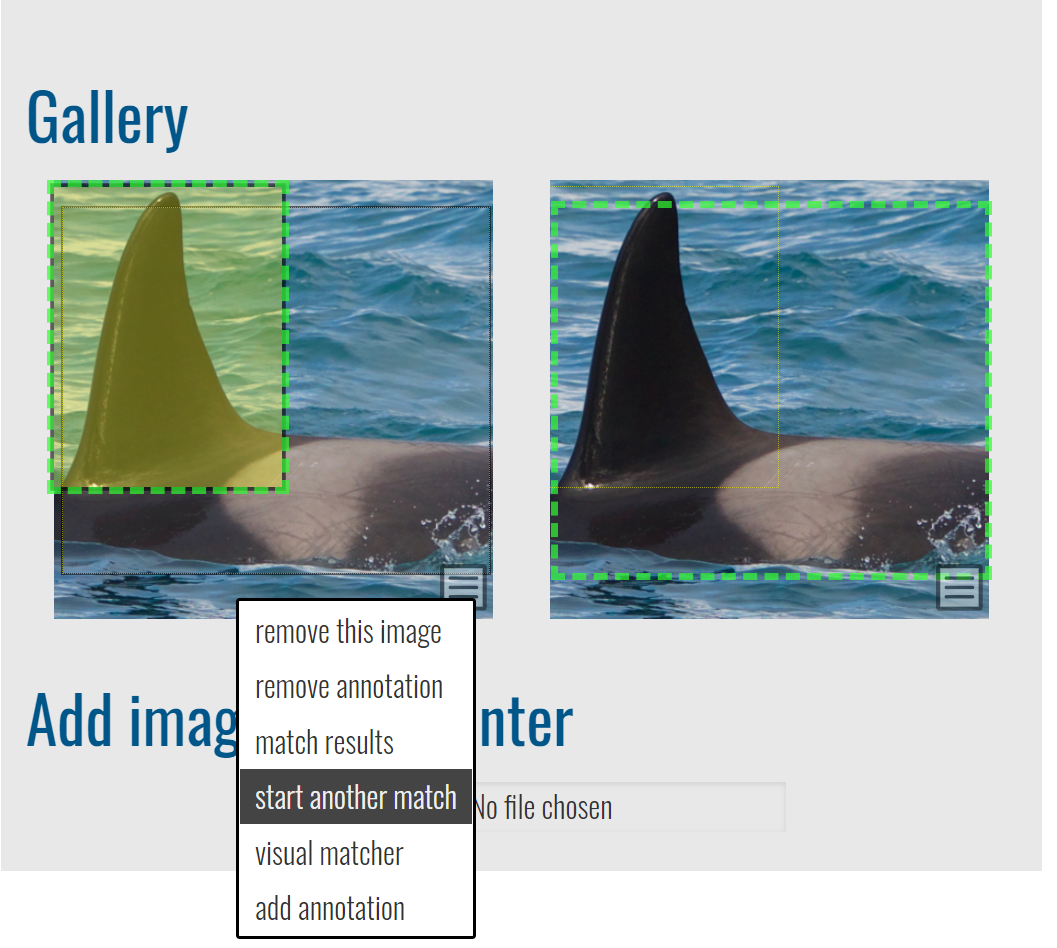 Gallery
remove this image
remove annotation
match results
start another match
visual matcher
add annotation
Add imag nter
No file chosen